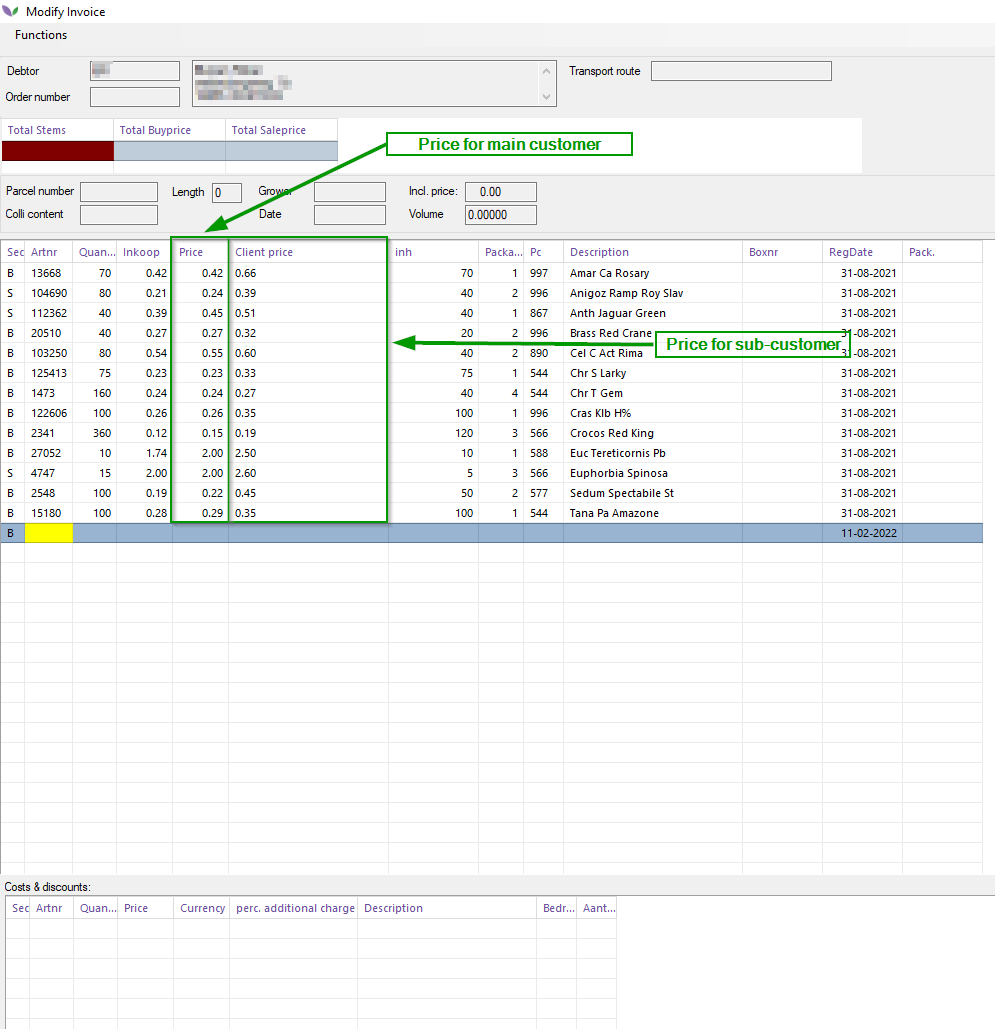 Modify Invoice
Functions
Debtor
Transport route
Order number
Total Stems Total Buyprice Total Saleprice
Price for main customer
Parcel number Length 0 Grower Incl. price: 0.00
Colli content Date Volume 0.00000
Sec Artnr Quan... Inkoop Price Client price inh Packa... Pc Description Boxnr RegDate Pack.
B 13668 70 0.42 0.42 0.66 70 1 997 Amar Ca Rosary 31-08-2021
S 104690 80 0.21 0.24 0.39 40 2 996 Anigoz Ramp Roy Slav 31-08-2021
S 112362 40 0.39 0.45 0.51 40 1 867 Anth Jaguar Green 31-08-2021
B 20510 40 0.27 0.27 0.32 20 2 996 Brass Red Crane 31-08-2021
Price for sub-customer
B 103250 80 0.54 0.55 0.60 40 2 890 Cel C Act Rima 31-08-2021
B 125413 75 0.23 0.23 0.33 75 1 544 Chr S Larky 31-08-2021
B 1473 160 0.24 0.24 0.27 40 4 544 Chr T Gem 31-08-2021
B 122606 100 0.26 0.26 0.35 100 1 996 Cras Klb H% 31-08-2021
B 2341 360 0.12 0.15 0.19 120 3 566 Crocos Red King 31-08-2021
B 27052 10 1.74 2.00 2.50 10 1 588 Euc Tereticornis Pb 31-08-2021
S 4747 15 2.00 2.00 2.60 5 3 566 Euphorbia Spinosa 31-08-2021
B 2548 100 0.19 0.22 0.45 50 2 577 Sedum Spectabile St 31-08-2021
B 15180 100 0.28 0.29 0.35 100 1 544 Tana Pa Amazone 31-08-2021
B 11-02-2022
Costs & discounts:
Sec Artnr Quan... Price Currency perc. additional charge Description Bedr... Aant...